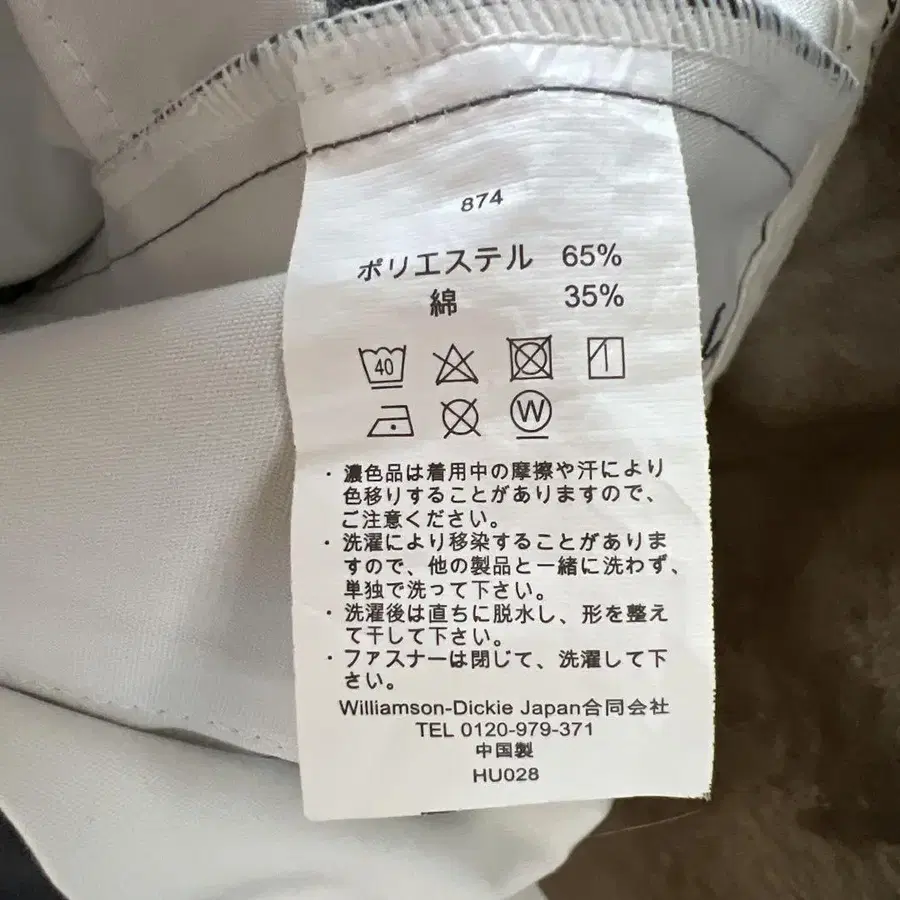 874
ポリエステル 65%
綿 35%
40
W
・濃色品は着用中の摩擦や汗により
色移りすることがありますので、
ご注意ください。
・洗濯により移染することがありま
すので、他の製品と一緒に洗わず、
単独で洗って下さい。
・洗濯後は直ちに脱水し、形を整え
て干して下さい。
・ファスナーは閉じて、洗濯して下
さい。
Williamson-Dickie Japan合同会社
TEL 0120-979-371
中国製
HU028